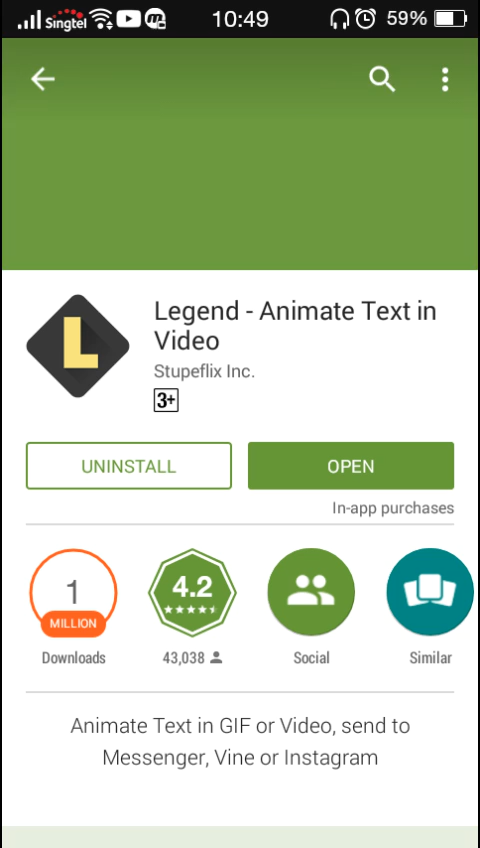 Singtel 10:49 59%
L
Legend - Animate Text in
Video
Stupeflix Inc.
3+
UNINSTALL
OPEN
In-app purchases
1
MILLION
Downloads
4.2
43,038
Social
Similar
Animate Text in GIF or Video, send to
Messenger, Vine or Instagram